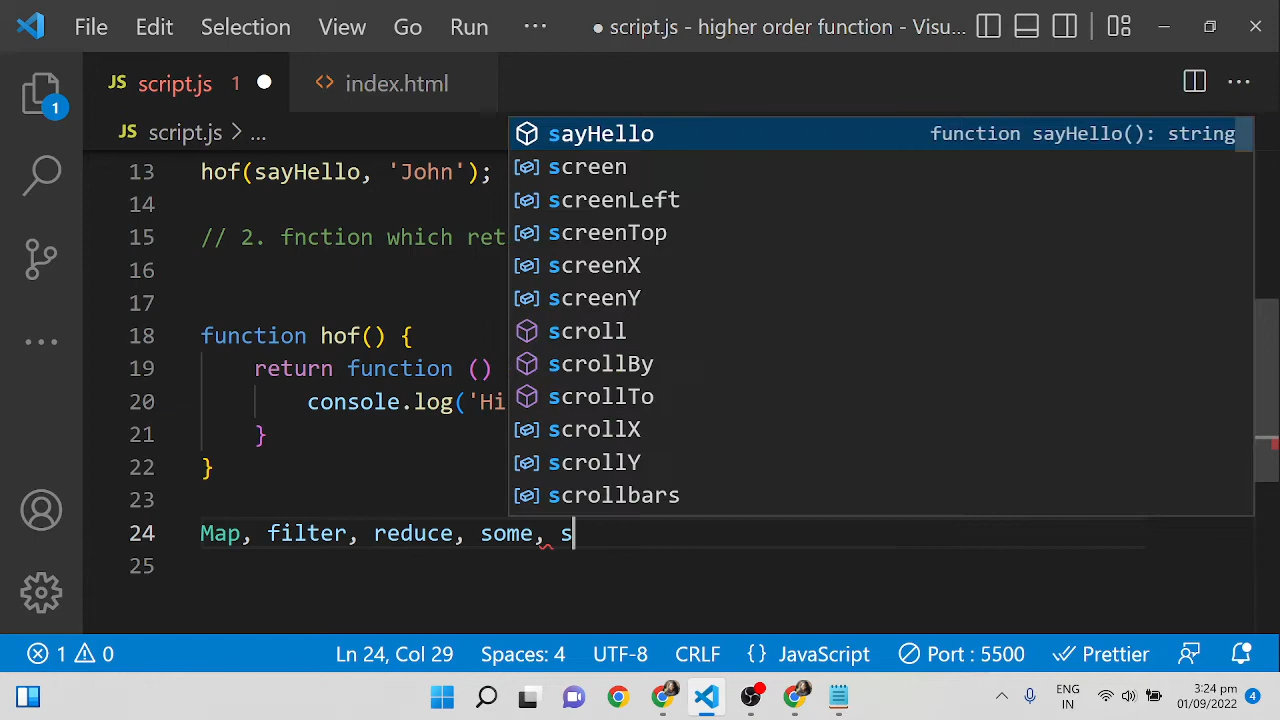 File Edit Selection View Go Run ··· ● script.js - higher order function - Visu...
JS script.js 1 <> index.html ···
JS script.js > ...
1
13 hof(sayHello, 'John');
14
15 // 2. fnction which ret
16
17
18 function hof() {
19 return function ()
20 console.log('Hi
21 }
22 }
23
24 Map, filter, reduce, some, s
25
sayHello function sayHello(): string
screen
screenLeft
screenTop
screenX
screenY
scroll
scrollBy
scrollTo
scrollX
scrollY
scrollbars
1 0 Ln 24, Col 29 Spaces: 4 UTF-8 CRLF {} JavaScript Port : 5500 Prettier
ENG
IN
3:24 pm
01/09/2022
4